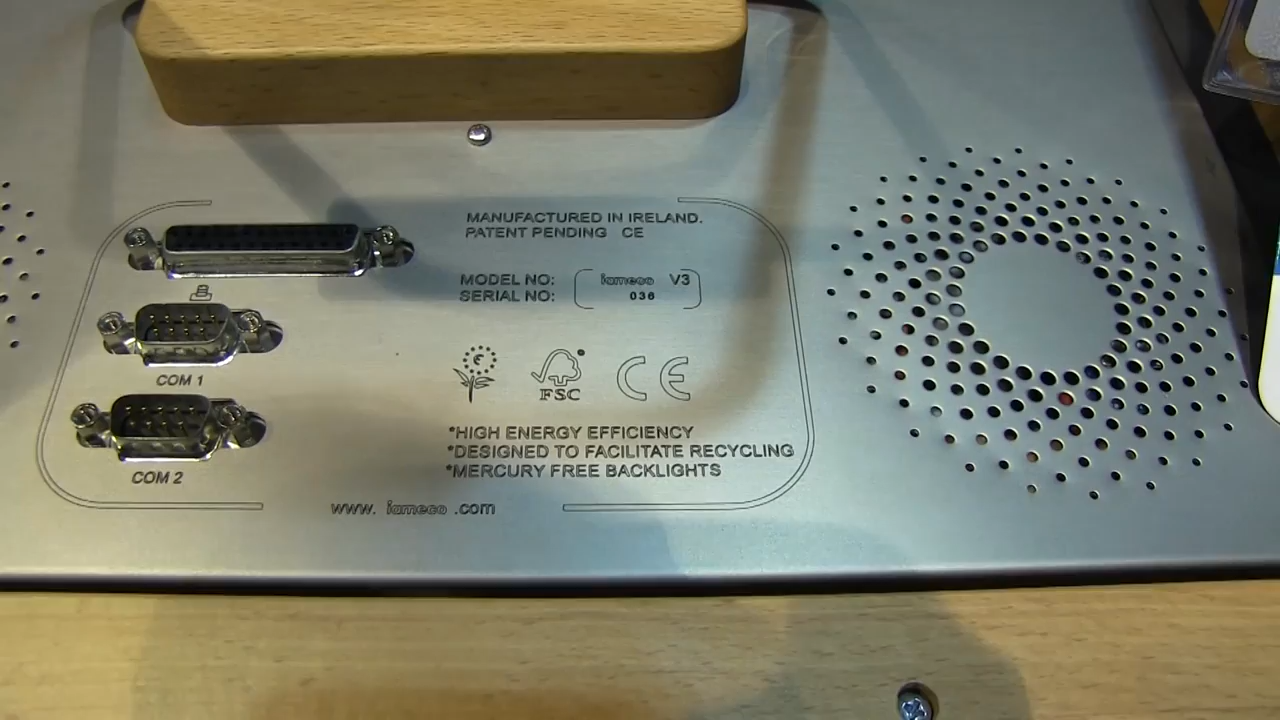 MANUFACTURED IN IRELAND.
PATENT PENDING CE
MODEL NO: iameco V3
SERIAL NO: 036
COM 1
FSC
CE
COM 2
*HIGH ENERGY EFFICIENCY
*DESIGNED TO FACILITATE RECYCLING
*MERCURY FREE BACKLIGHTS
www. iameco .com